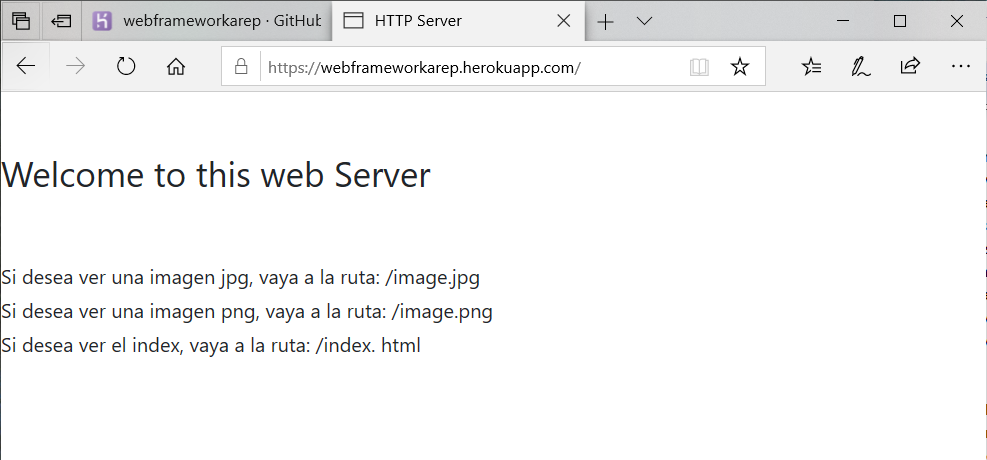 webframeworkarep · GitHub
HTTP Server
https://webframeworkarep.herokuapp.com/
Welcome to this web Server
Si desea ver una imagen jpg, vaya a la ruta: /image.jpg
Si desea ver una imagen png, vaya a la ruta: /image.png
Si desea ver el index, vaya a la ruta: /index. html